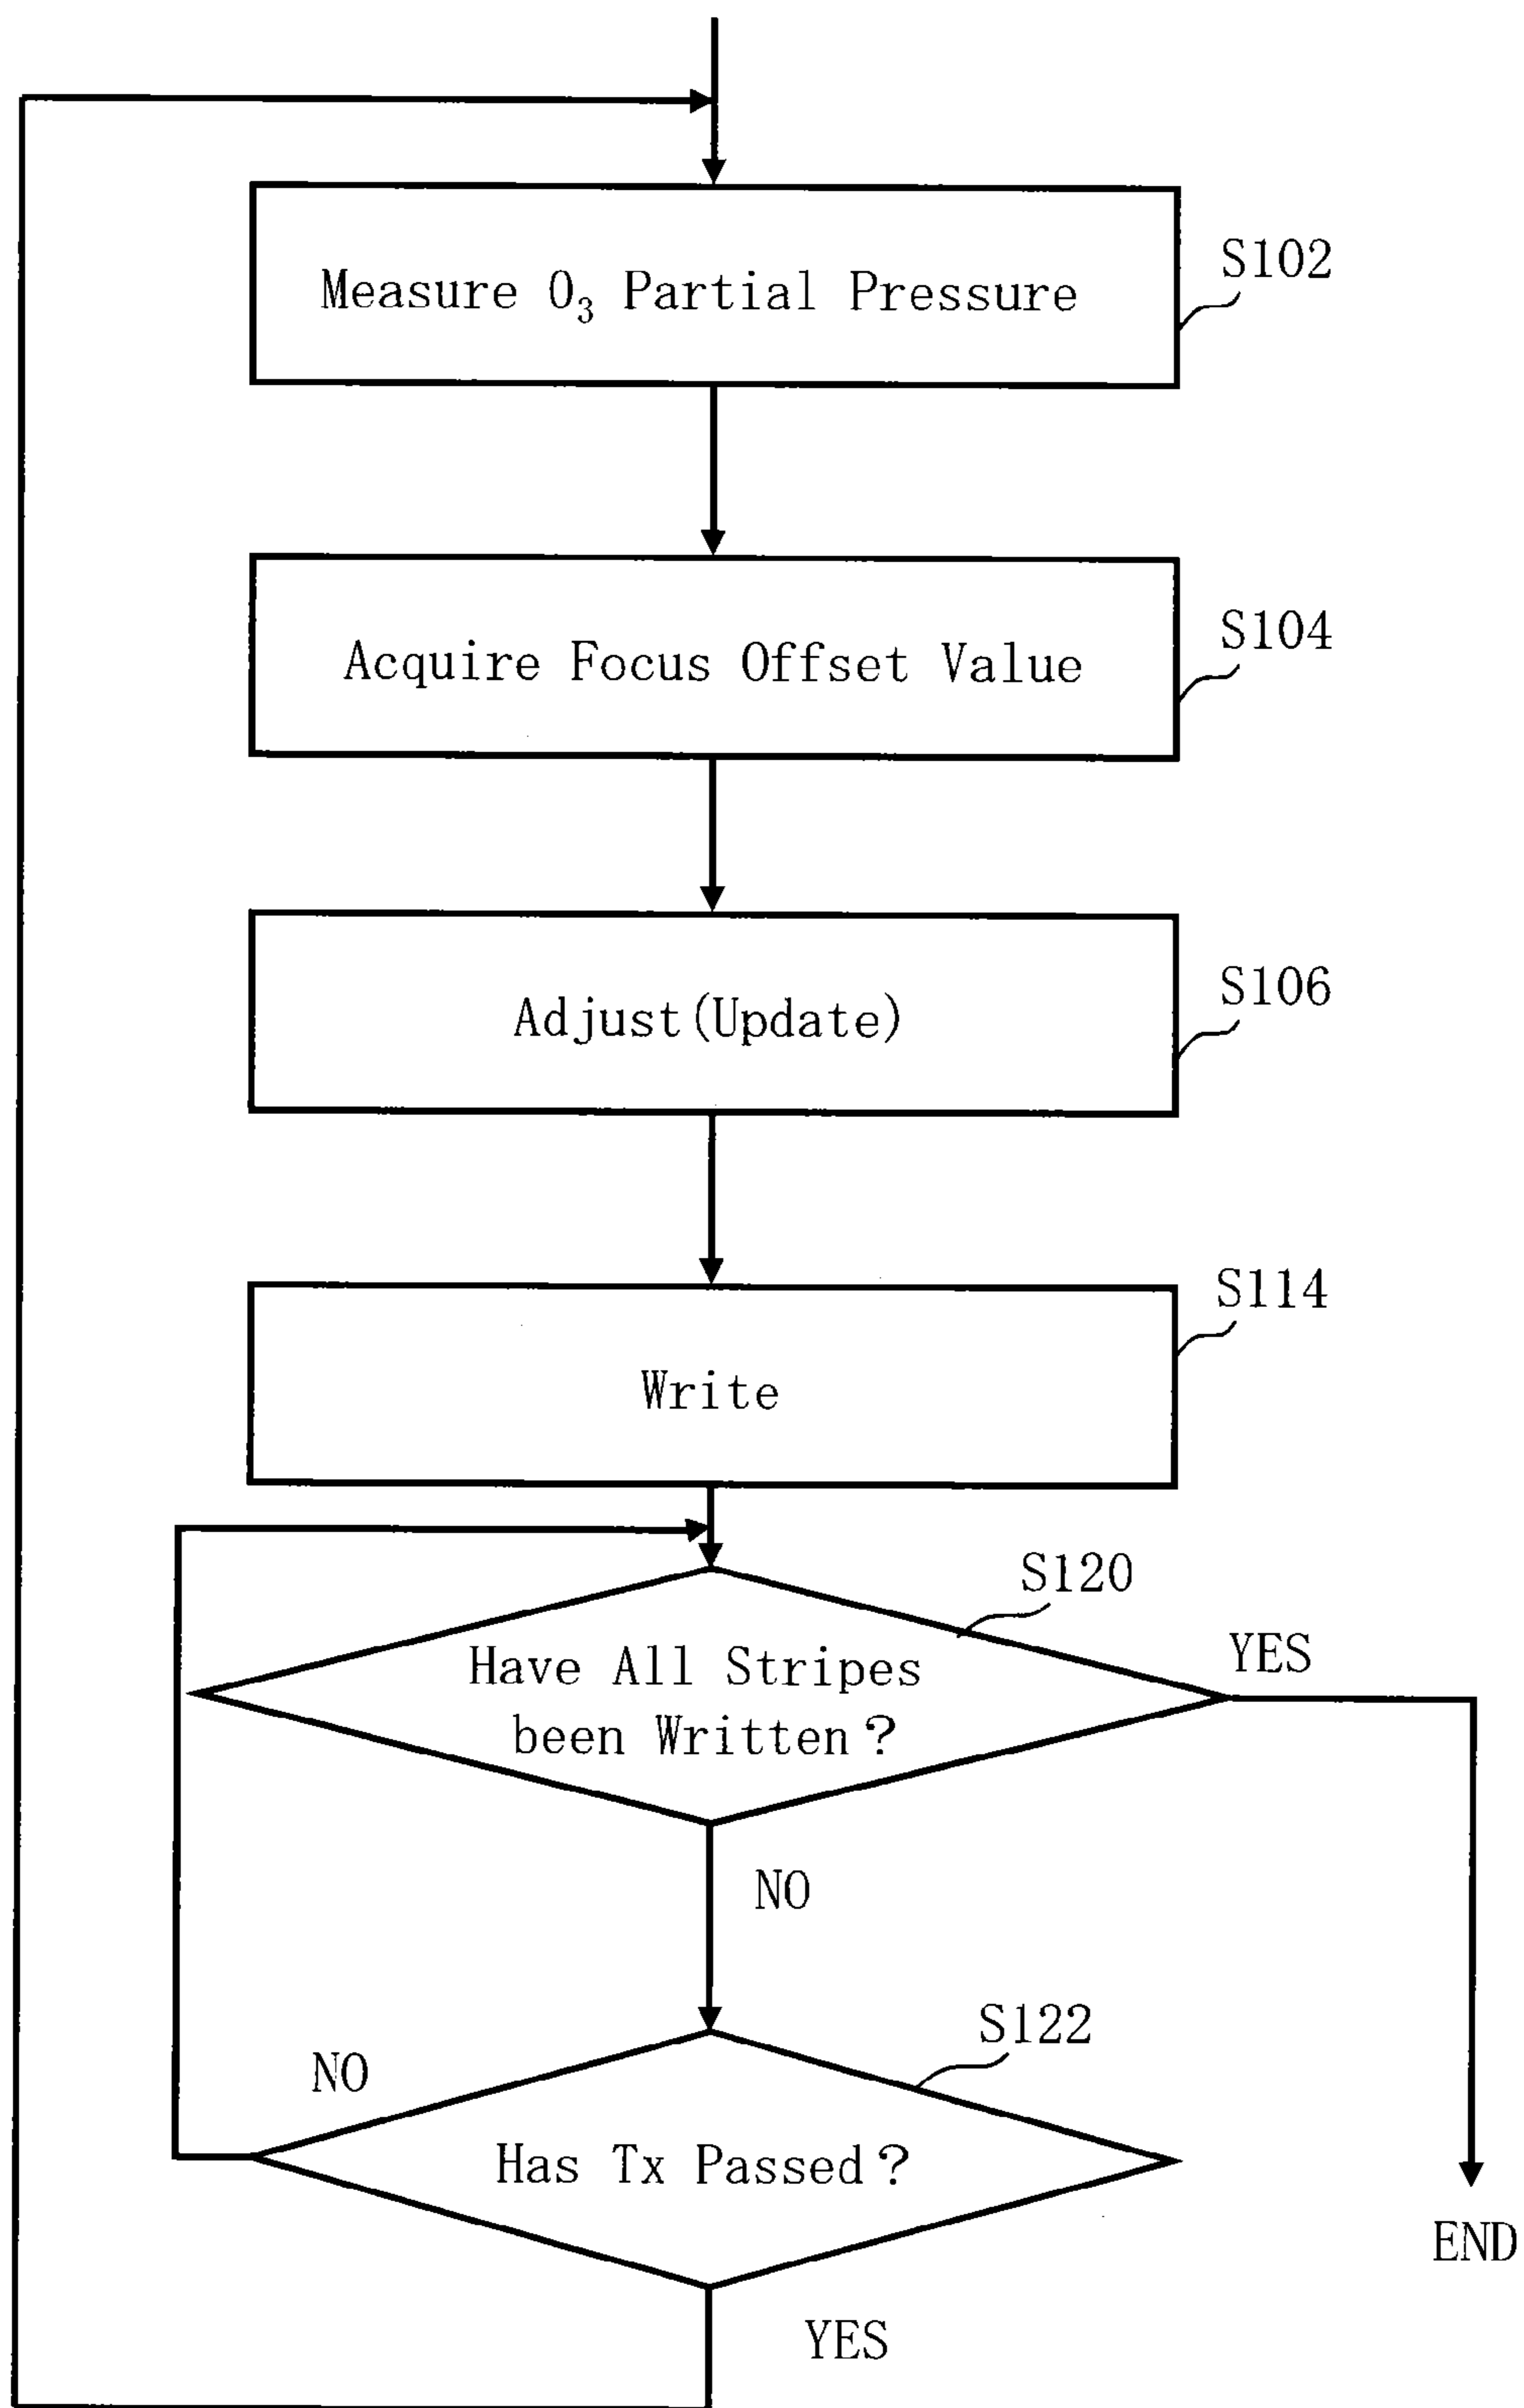 Measure O₃ Partial Pressure
S102
Acquire Focus Offset Value
S104
Adjust(Update)
S106
Write
S114
S120
Have All Stripes
been Written?
YES
NO
S122
NO
Has Tx Passed?
END
YES